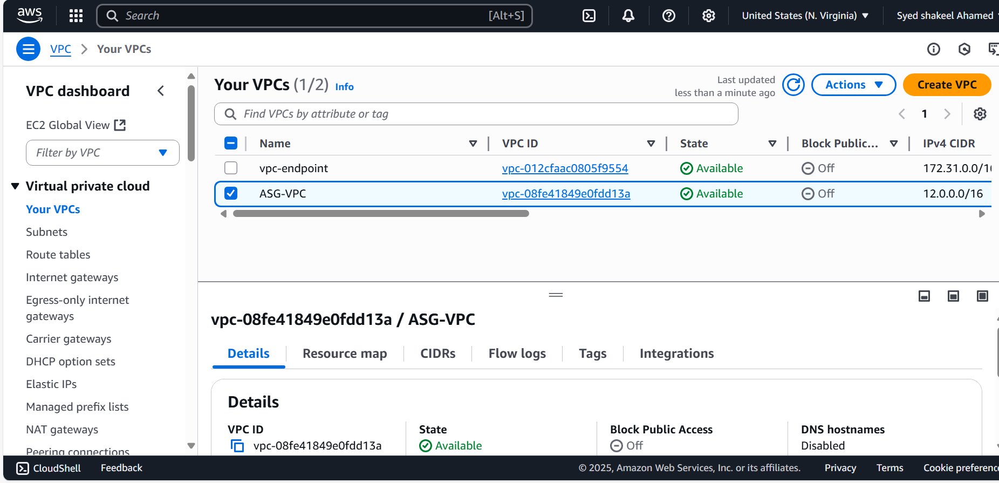 aws
Search [Alt+S]
United States (N. Virginia)
Syed shakeel Ahamed
VPC
Your VPCs
VPC dashboard
EC2 Global View
Filter by VPC
Virtual private cloud
Your VPCs
Subnets
Route tables
Internet gateways
Egress-only internet
gateways
Carrier gateways
DHCP option sets
Elastic IPs
Managed prefix lists
NAT gateways
Peering connections
Your VPCs (1/2) Info
Last updated
less than a minute ago
Actions
Create VPC
Find VPCs by attribute or tag
1
Name VPC ID State Block Public... IPv4 CIDR
vpc-endpoint vpc-012cfaac0805f9554 Available Off 172.31.0.0/16
ASG-VPC vpc-08fe41849e0fdd13a Available Off 12.0.0.0/16
vpc-08fe41849e0fdd13a / ASG-VPC
Details Resource map CIDRs Flow logs Tags Integrations
Details
VPC ID
vpc-08fe41849e0fdd13a
State
Available
Block Public Access
Off
DNS hostnames
Disabled
CloudShell Feedback © 2025, Amazon Web Services, Inc. or its affiliates. Privacy Terms Cookie preferenc